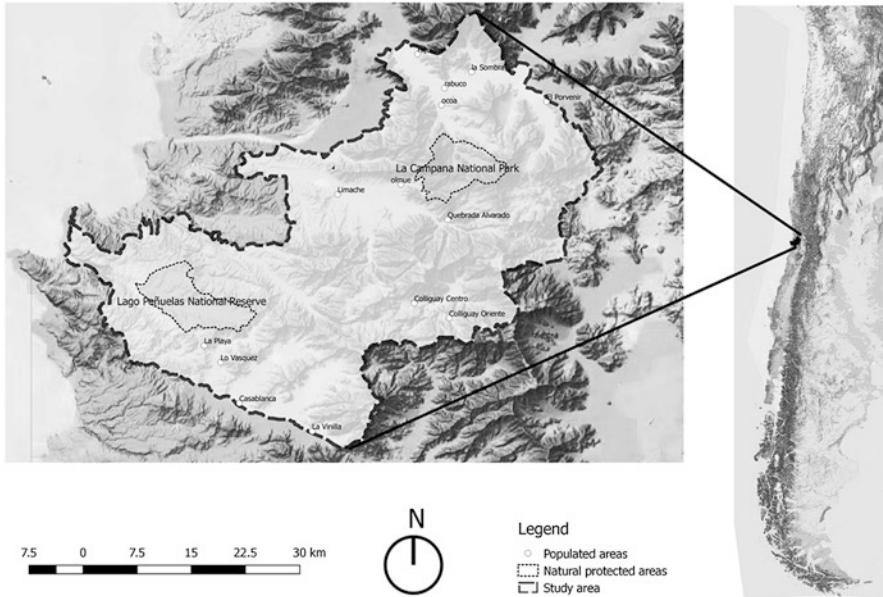 la Sombra
rabuco
ocoa
El Porvenir
La Campana National Park
olmue
Limache
Quebrada Alvarado
Lago Peñuelas National Reserve
Colliguay Centro
Colliguay Oriente
La Playa
Lo Vasquez
Casablanca
La Vinilla
N
7.5 0 7.5 15 22.5 30 km
Legend
Populated areas
Natural protected areas
Study area